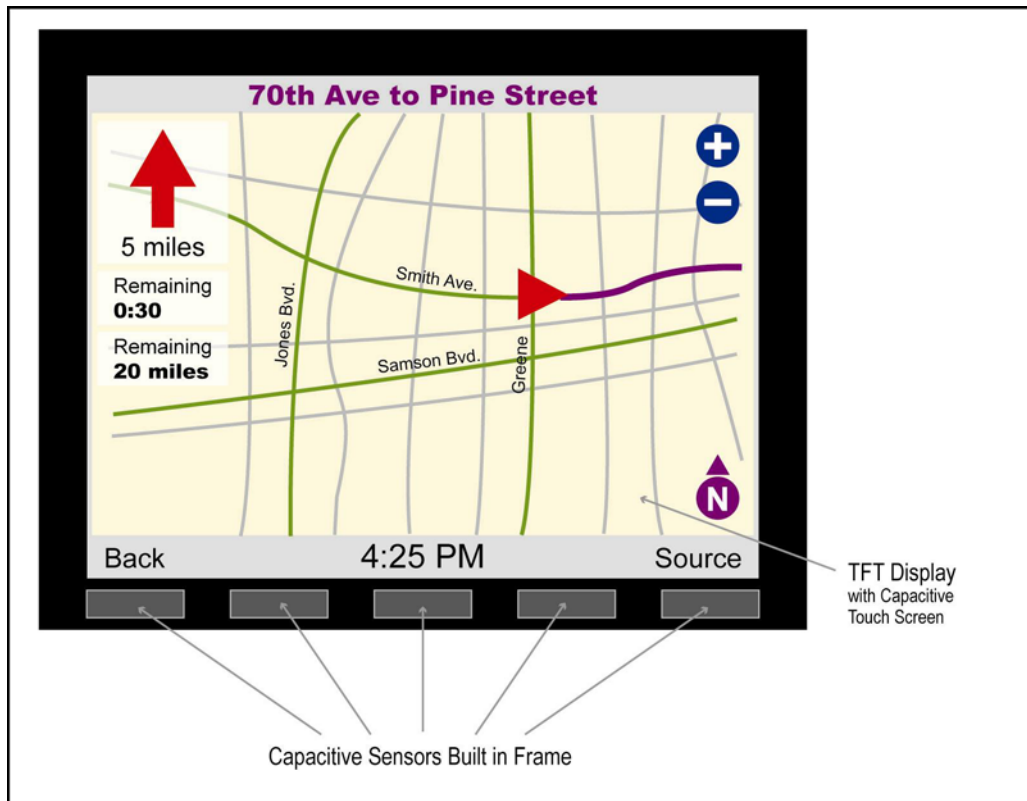 70th Ave to Pine Street
5 miles
Remaining
0:30
Remaining
20 miles
+
−
Smith Ave.
Jones Bvd.
Samson Bvd.
Greene
N
Back
4:25 PM
Source
TFT Display
with Capacitive
Touch Screen
Capacitive Sensors Built in Frame